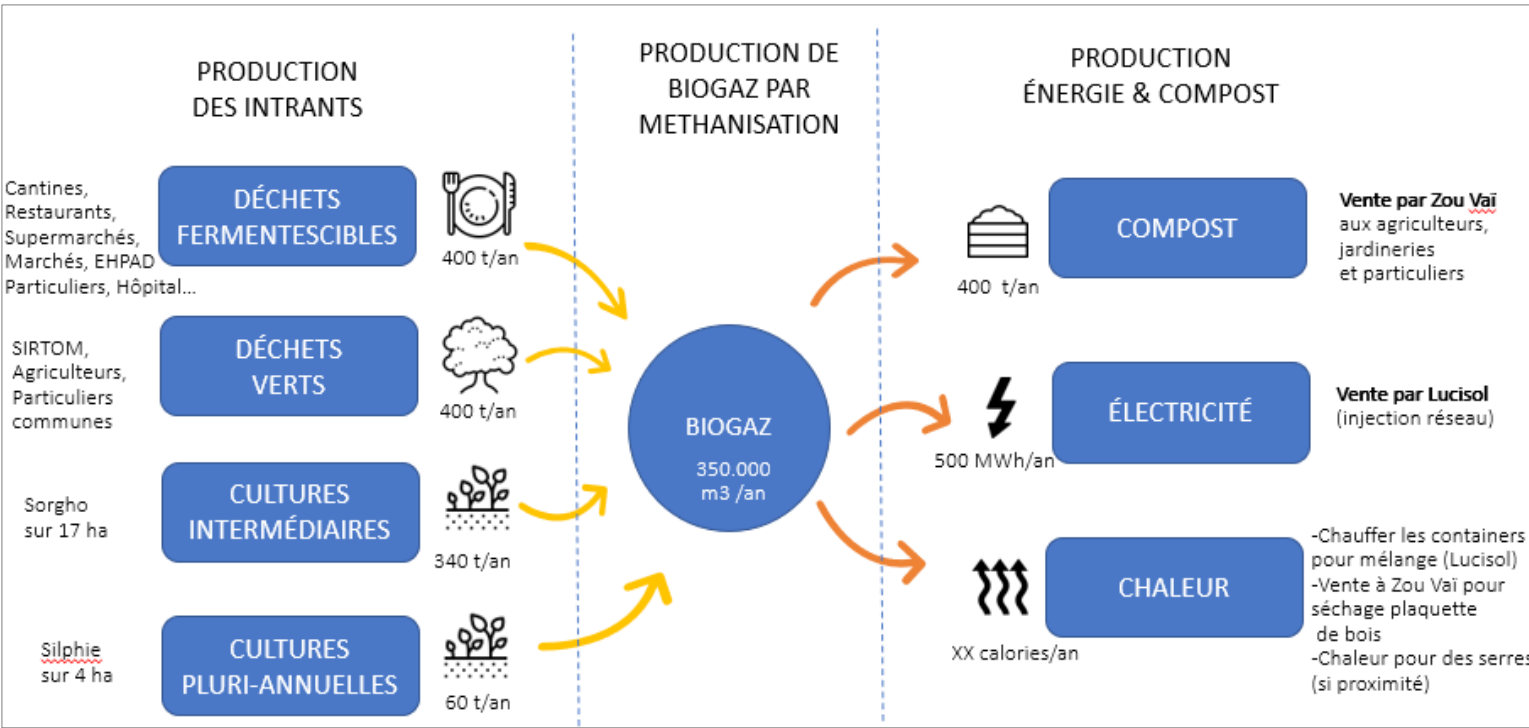 PRODUCTION
DES INTRANTS
Cantines,
Restaurants,
Supermarchés,
Marchés, EHPAD
Particuliers, Hôpital...
DÉCHETS
FERMENTESCIBLES
400 t/an
SIRTOM,
Agriculteurs,
Particuliers
communes
DÉCHETS
VERTS
400 t/an
Sorgho
sur 17 ha
CULTURES
INTERMÉDIAIRES
340 t/an
Silphie
sur 4 ha
CULTURES
PLURI-ANNUELLES
60 t/an
PRODUCTION DE
BIOGAZ PAR
METHANISATION
BIOGAZ
350.000
m3 /an
PRODUCTION
ÉNERGIE & COMPOST
400 t/an
COMPOST
Vente par Zou Vaï
aux agriculteurs,
jardineries
et particuliers
500 MWh/an
ÉLECTRICITÉ
Vente par Lucisol
(injection réseau)
XX calories/an
CHALEUR
-Chauffer les containers
pour mélange (Lucisol)
-Vente à Zou Vaï pour
séchage plaquette
de bois
-Chaleur pour des serres
(si proximité)